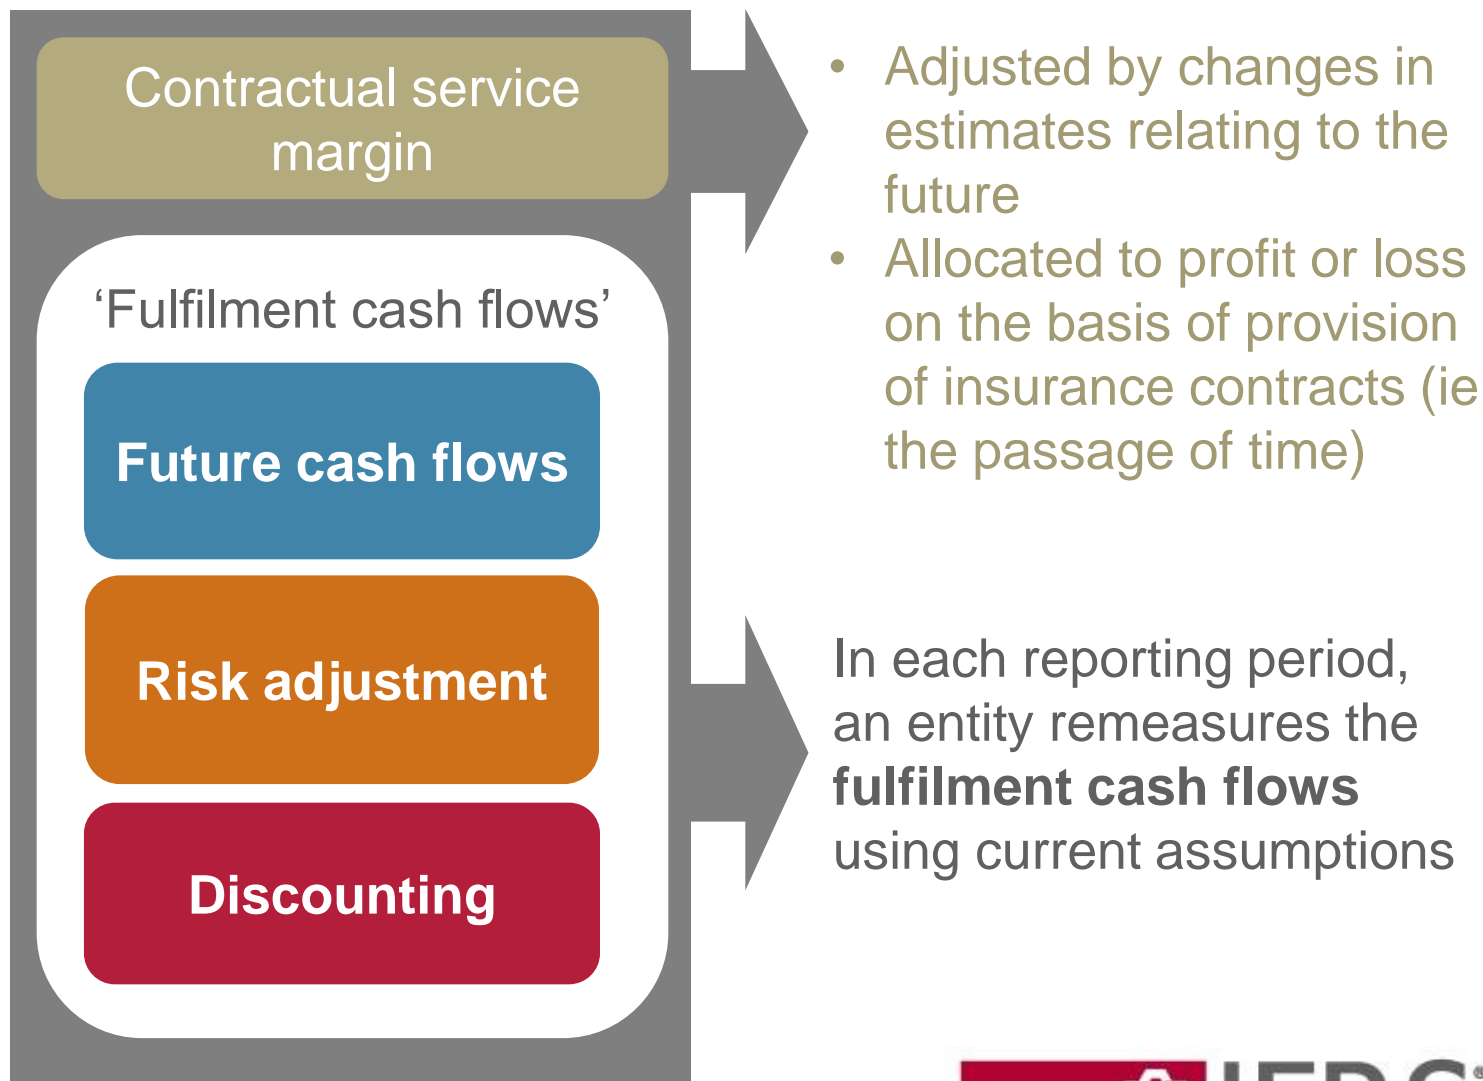 Contractual service
margin
‘Fulfilment cash flows’
Future cash flows
Risk adjustment
Discounting
• Adjusted by changes in
estimates relating to the
future
• Allocated to profit or loss
on the basis of provision
of insurance contracts (ie
the passage of time)
In each reporting period,
an entity remeasures the
fulfilment cash flows
using current assumptions